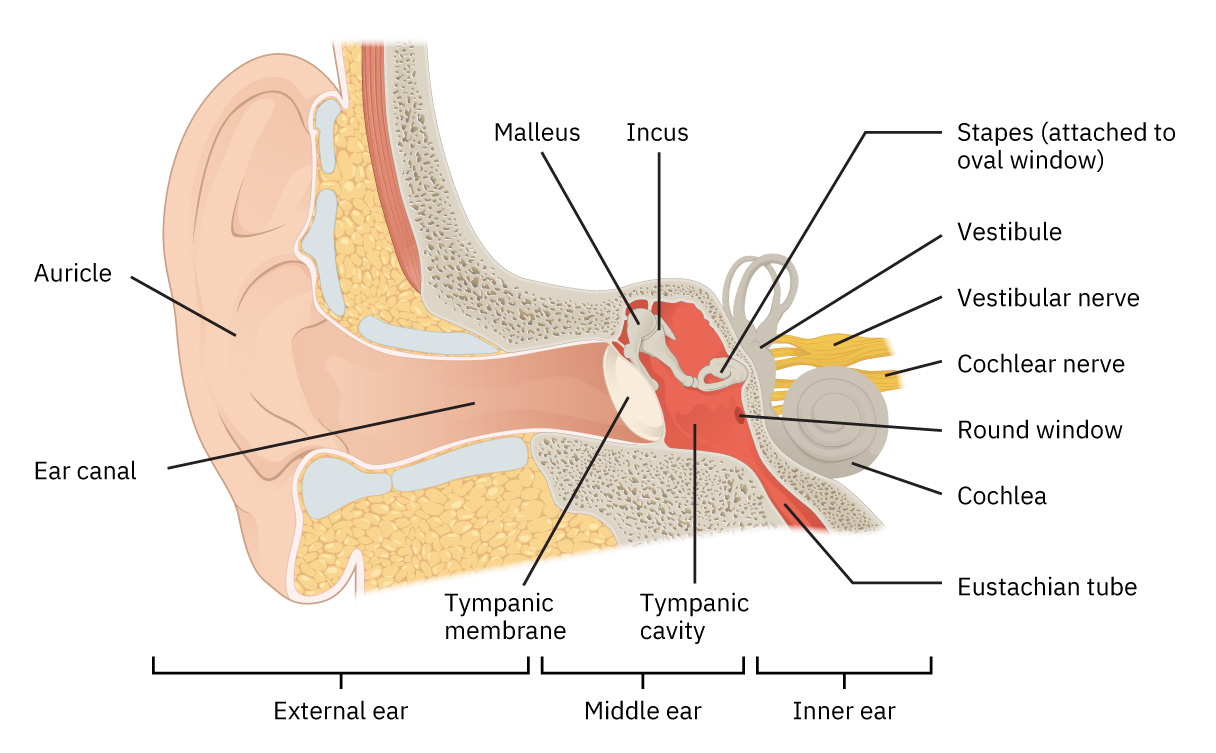 Malleus
Incus
Stapes (attached to
oval window)
Vestibule
Auricle
Vestibular nerve
Cochlear nerve
Round window
Ear canal
Cochlea
Eustachian tube
Tympanic
membrane
Tympanic
cavity
External ear
Middle ear
Inner ear